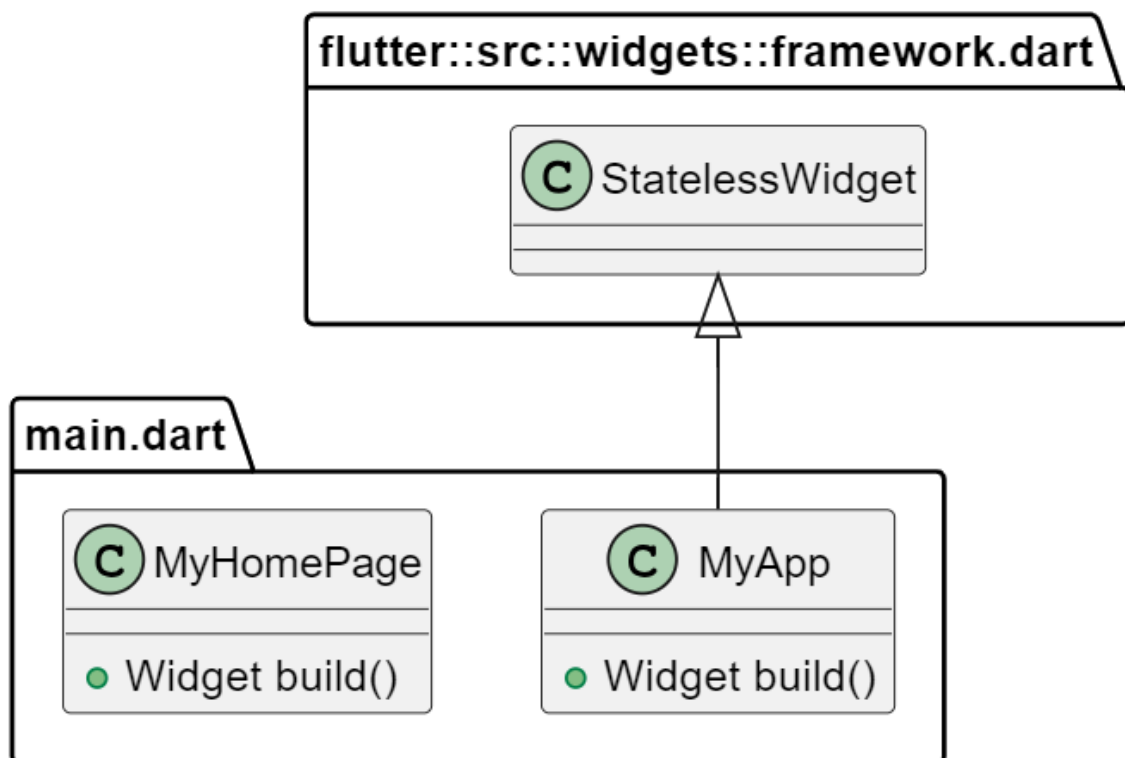 flutter::src::widgets::framework.dart
C StatelessWidget
main.dart
C MyHomePage
Widget build()
C MyApp
Widget build()